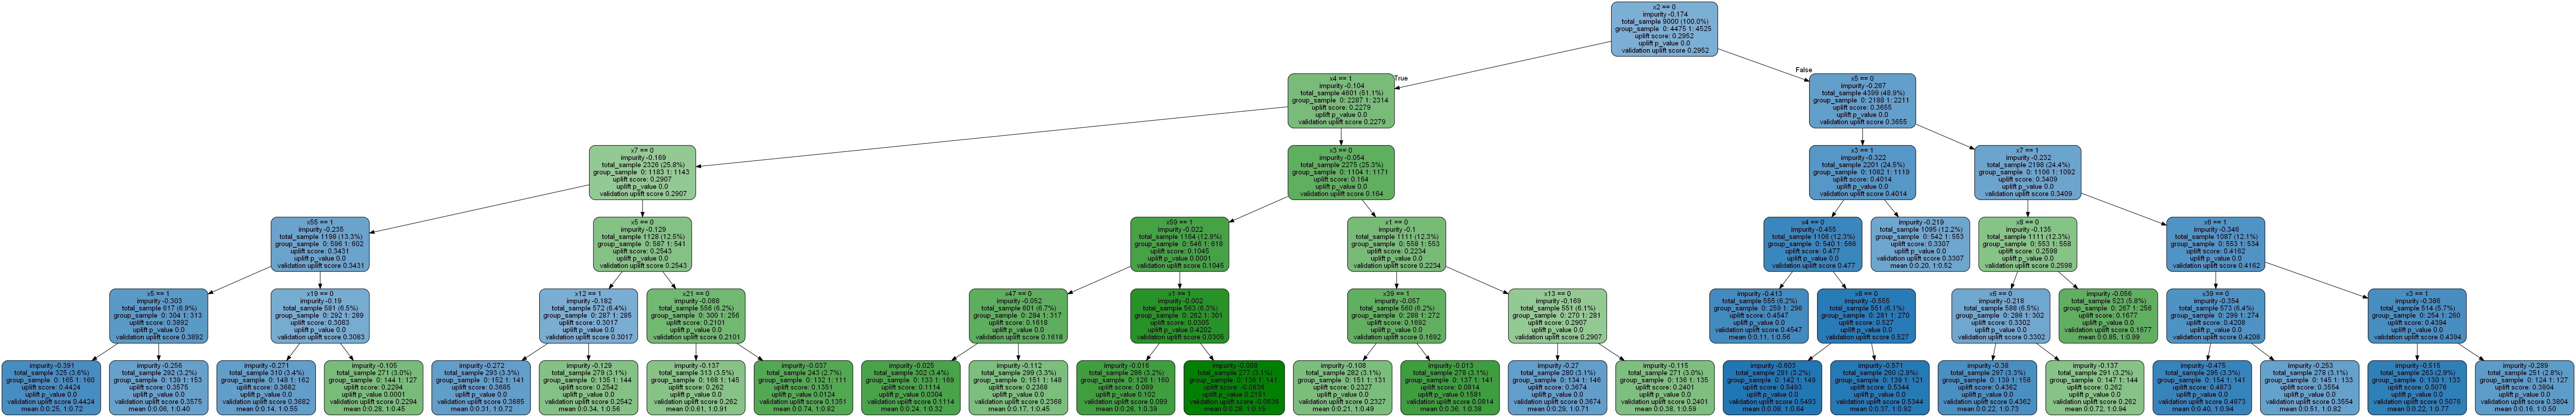 x2 == 0
impurity -0.174
total_sample 9000 (100.0%)
group_sample 0: 4475 1: 4525
uplift score: 0.2952
uplift p_value 0.0
validation uplift score 0.2952
True
False
x4 == 1
impurity -0.104
total_sample 4601 (51.1%)
group_sample 0: 2287 1: 2314
uplift score: 0.2279
uplift p_value 0.0
validation uplift score 0.2279
x5 == 0
impurity -0.267
total_sample 4399 (48.9%)
group_sample 0: 2188 1: 2211
uplift score: 0.3655
uplift p_value 0.0
validation uplift score 0.3655
x7 == 0
impurity -0.169
total_sample 2326 (25.8%)
group_sample 0: 1183 1: 1143
uplift score: 0.2907
uplift p_value 0.0
validation uplift score 0.2907
x3 == 0
impurity -0.054
total_sample 2275 (25.3%)
group_sample 0: 1104 1: 1171
uplift score: 0.164
uplift p_value 0.0
validation uplift score 0.164
x3 == 1
impurity -0.322
total_sample 2201 (24.5%)
group_sample 0: 1082 1: 1119
uplift score: 0.4014
uplift p_value 0.0
validation uplift score 0.4014
x7 == 1
impurity -0.232
total_sample 2198 (24.4%)
group_sample 0: 1106 1: 1092
uplift score: 0.3409
uplift p_value 0.0
validation uplift score 0.3409
x55 == 1
impurity -0.235
total_sample 1198 (13.3%)
group_sample 0: 596 1: 602
uplift score: 0.3431
uplift p_value 0.0
validation uplift score 0.3431
x5 == 0
impurity -0.129
total_sample 1128 (12.5%)
group_sample 0: 587 1: 541
uplift score: 0.2543
uplift p_value 0.0
validation uplift score 0.2543
x59 == 1
impurity -0.022
total_sample 1164 (12.9%)
group_sample 0: 546 1: 618
uplift score: 0.1045
uplift p_value 0.0001
validation uplift score 0.1045
x1 == 0
impurity -0.1
total_sample 1111 (12.3%)
group_sample 0: 558 1: 553
uplift score: 0.2234
uplift p_value 0.0
validation uplift score 0.2234
x4 == 0
impurity -0.455
total_sample 1106 (12.3%)
group_sample 0: 540 1: 566
uplift score: 0.477
uplift p_value 0.0
validation uplift score 0.477
impurity -0.219
total_sample 1095 (12.2%)
group_sample 0: 542 1: 553
uplift score: 0.3307
uplift p_value 0.0
validation uplift score 0.3307
mean 0:0.20, 1:0.52
x8 == 0
impurity -0.135
total_sample 1111 (12.3%)
group_sample 0: 553 1: 558
uplift score: 0.2598
uplift p_value 0.0
validation uplift score 0.2598
x6 == 1
impurity -0.346
total_sample 1087 (12.1%)
group_sample 0: 553 1: 534
uplift score: 0.4162
uplift p_value 0.0
validation uplift score 0.4162
x5 == 1
impurity -0.303
total_sample 617 (6.9%)
group_sample 0: 304 1: 313
uplift score: 0.3892
uplift p_value 0.0
validation uplift score 0.3892
x19 == 0
impurity -0.19
total_sample 581 (6.5%)
group_sample 0: 292 1: 289
uplift score: 0.3083
uplift p_value 0.0
validation uplift score 0.3083
x12 == 1
impurity -0.182
total_sample 572 (6.4%)
group_sample 0: 287 1: 285
uplift score: 0.3017
uplift p_value 0.0
validation uplift score 0.3017
x21 == 0
impurity -0.088
total_sample 556 (6.2%)
group_sample 0: 300 1: 256
uplift score: 0.2101
uplift p_value 0.0
validation uplift score 0.2101
x47 == 0
impurity -0.052
total_sample 601 (6.7%)
group_sample 0: 284 1: 317
uplift score: 0.1618
uplift p_value 0.0
validation uplift score 0.1618
x1 == 1
impurity -0.002
total_sample 563 (6.3%)
group_sample 0: 262 1: 301
uplift score: 0.0305
uplift p_value 0.4202
validation uplift score 0.0305
x39 == 1
impurity -0.057
total_sample 560 (6.2%)
group_sample 0: 288 1: 272
uplift score: 0.1692
uplift p_value 0.0
validation uplift score 0.1692
x13 == 0
impurity -0.169
total_sample 551 (6.1%)
group_sample 0: 270 1: 281
uplift score: 0.2907
uplift p_value 0.0
validation uplift score 0.2907
impurity -0.413
total_sample 555 (6.2%)
group_sample 0: 259 1: 296
uplift score: 0.4547
uplift p_value 0.0
validation uplift score 0.4547
mean 0:0.11, 1:0.56
x8 == 0
impurity -0.555
total_sample 551 (6.1%)
group_sample 0: 281 1: 270
uplift score: 0.527
uplift p_value 0.0
validation uplift score 0.527
x6 == 0
impurity -0.218
total_sample 588 (6.5%)
group_sample 0: 286 1: 302
uplift score: 0.3302
uplift p_value 0.0
validation uplift score 0.3302
impurity -0.056
total_sample 523 (5.8%)
group_sample 0: 267 1: 256
uplift score: 0.1677
uplift p_value 0.0
validation uplift score 0.1677
mean 0:0.85, 1:0.99
x39 == 0
impurity -0.354
total_sample 573 (6.4%)
group_sample 0: 299 1: 274
uplift score: 0.4208
uplift p_value 0.0
validation uplift score 0.4208
x3 == 1
impurity -0.386
total_sample 514 (5.7%)
group_sample 0: 254 1: 260
uplift score: 0.4394
uplift p_value 0.0
validation uplift score 0.4394
impurity -0.391
total_sample 325 (3.6%)
group_sample 0: 165 1: 160
uplift score: 0.4424
uplift p_value 0.0
validation uplift score 0.4424
mean 0:0.25, 1:0.72
impurity -0.256
total_sample 292 (3.2%)
group_sample 0: 139 1: 153
uplift score: 0.3575
uplift p_value 0.0
validation uplift score 0.3575
mean 0:0.06, 1:0.40
impurity -0.271
total_sample 310 (3.4%)
group_sample 0: 148 1: 162
uplift score: 0.3682
uplift p_value 0.0
validation uplift score 0.3682
mean 0:0.14, 1:0.55
impurity -0.105
total_sample 271 (3.0%)
group_sample 0: 144 1: 127
uplift score: 0.2294
uplift p_value 0.0001
validation uplift score 0.2294
mean 0:0.28, 1:0.45
impurity -0.272
total_sample 293 (3.3%)
group_sample 0: 152 1: 141
uplift score: 0.3685
uplift p_value 0.0
validation uplift score 0.3685
mean 0:0.31, 1:0.72
impurity -0.129
total_sample 279 (3.1%)
group_sample 0: 135 1: 144
uplift score: 0.2542
uplift p_value 0.0
validation uplift score 0.2542
mean 0:0.34, 1:0.56
impurity -0.137
total_sample 313 (3.5%)
group_sample 0: 168 1: 145
uplift score: 0.262
uplift p_value 0.0
validation uplift score 0.262
mean 0:0.61, 1:0.91
impurity -0.037
total_sample 243 (2.7%)
group_sample 0: 132 1: 111
uplift score: 0.1351
uplift p_value 0.0124
validation uplift score 0.1351
mean 0:0.74, 1:0.82
impurity -0.025
total_sample 302 (3.4%)
group_sample 0: 133 1: 169
uplift score: 0.1114
uplift p_value 0.0304
validation uplift score 0.1114
mean 0:0.24, 1:0.32
impurity -0.112
total_sample 299 (3.3%)
group_sample 0: 151 1: 148
uplift score: 0.2368
uplift p_value 0.0
validation uplift score 0.2368
mean 0:0.17, 1:0.45
impurity -0.016
total_sample 286 (3.2%)
group_sample 0: 126 1: 160
uplift score: 0.089
uplift p_value 0.102
validation uplift score 0.089
mean 0:0.26, 1:0.39
total_sample 277 (3.1%)
group_sample 0: 136 1: 141
uplift p_value 0.2151
mean 0:0.28, 1:0.15
impurity -0.108
total_sample 282 (3.1%)
group_sample 0: 151 1: 131
uplift score: 0.2327
uplift p_value 0.0
validation uplift score 0.2327
mean 0:0.21, 1:0.49
impurity -0.013
total_sample 278 (3.1%)
group_sample 0: 137 1: 141
uplift score: 0.0814
uplift p_value 0.1581
validation uplift score 0.0814
mean 0:0.36, 1:0.38
impurity -0.27
total_sample 280 (3.1%)
group_sample 0: 134 1: 146
uplift score: 0.3674
uplift p_value 0.0
validation uplift score 0.3674
mean 0:0.29, 1:0.71
impurity -0.115
total_sample 271 (3.0%)
group_sample 0: 136 1: 135
uplift score: 0.2401
uplift p_value 0.0
validation uplift score 0.2401
mean 0:0.38, 1:0.59
impurity -0.603
total_sample 291 (3.2%)
group_sample 0: 142 1: 149
uplift score: 0.5493
uplift p_value 0.0
validation uplift score 0.5493
mean 0:0.08, 1:0.64
impurity -0.571
total_sample 260 (2.9%)
group_sample 0: 139 1: 121
uplift score: 0.5344
uplift p_value 0.0
validation uplift score 0.5344
mean 0:0.37, 1:0.92
impurity -0.38
total_sample 297 (3.3%)
group_sample 0: 139 1: 158
uplift score: 0.4362
uplift p_value 0.0
validation uplift score 0.4362
mean 0:0.22, 1:0.73
impurity -0.137
total_sample 291 (3.2%)
group_sample 0: 147 1: 144
uplift score: 0.262
uplift p_value 0.0
validation uplift score 0.262
mean 0:0.72, 1:0.94
impurity -0.475
total_sample 295 (3.3%)
group_sample 0: 154 1: 141
uplift score: 0.4873
uplift p_value 0.0
validation uplift score 0.4873
mean 0:0.40, 1:0.94
impurity -0.253
total_sample 278 (3.1%)
group_sample 0: 145 1: 133
uplift score: 0.3554
uplift p_value 0.0
validation uplift score 0.3554
mean 0:0.51, 1:0.82
impurity -0.515
total_sample 263 (2.9%)
group_sample 0: 130 1: 133
uplift score: 0.5076
uplift p_value 0.0
validation uplift score 0.5076
mean 0:0.22, 1:0.77
impurity -0.289
total_sample 251 (2.8%)
group_sample 0: 124 1: 127
uplift score: 0.3804
uplift p_value 0.0
validation uplift score 0.3804
mean 0:0.16, 1:0.50